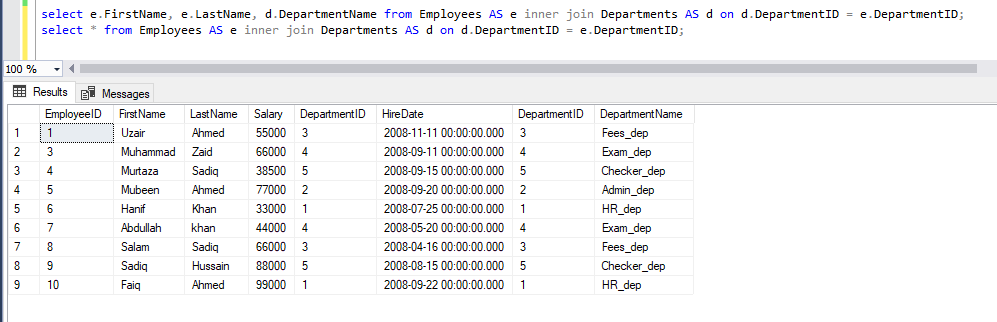 select e.FirstName, e.LastName, d.DepartmentName from Employees AS e inner join Departments AS d on d.DepartmentID = e.DepartmentID;
select * from Employees AS e inner join Departments AS d on d.DepartmentID = e.DepartmentID;
100 %
Results Messages
EmployeeID FirstName LastName Salary DepartmentID HireDate DepartmentID DepartmentName
1 1 Uzair Ahmed 55000 3 2008-11-11 00:00:00.000 3 Fees_dep
2 3 Muhammad Zaid 66000 4 2008-09-11 00:00:00.000 4 Exam_dep
3 4 Murtaza Sadiq 38500 5 2008-09-15 00:00:00.000 5 Checker_dep
4 5 Mubeen Ahmed 77000 2 2008-09-20 00:00:00.000 2 Admin_dep
5 6 Hanif Khan 33000 1 2008-07-25 00:00:00.000 1 HR_dep
6 7 Abdullah khan 44000 4 2008-05-20 00:00:00.000 4 Exam_dep
7 8 Salam Sadiq 66000 3 2008-04-16 00:00:00.000 3 Fees_dep
8 9 Sadiq Hussain 88000 5 2008-08-15 00:00:00.000 5 Checker_dep
9 10 Faiq Ahmed 99000 1 2008-09-22 00:00:00.000 1 HR_dep